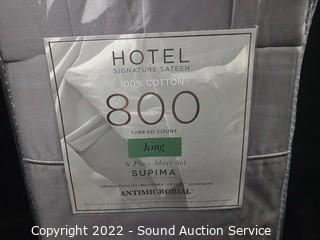 HOTEL
SIGNATURE SATEEN
100% COTTON
800
THREAD COUNT
King
6 Piece Sheet Set
SUPIMA
ANTIMICROBIAL
Copyright 2022 - Sound Auction Service